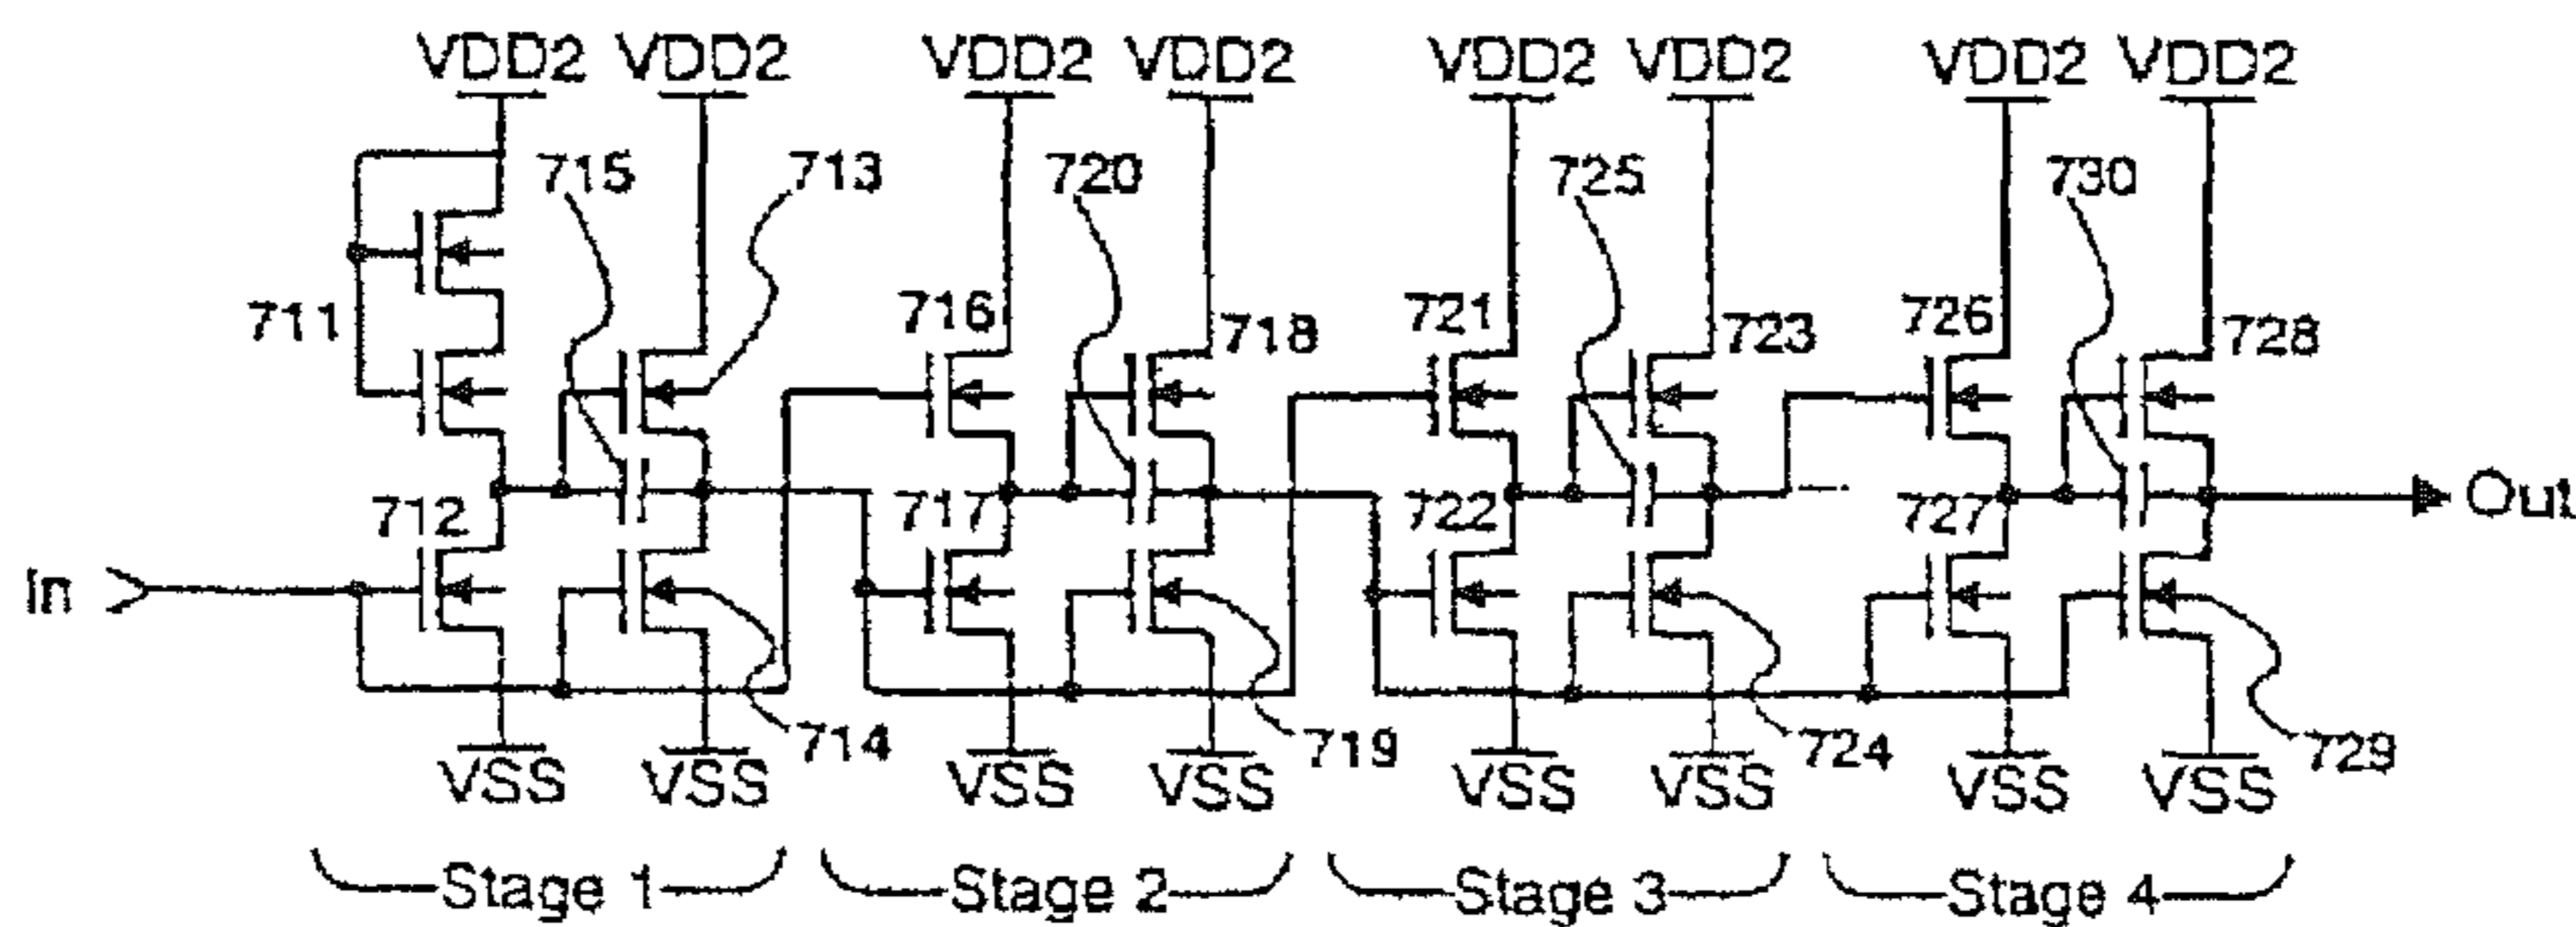 VDD2 VDD2 VDD2 VDD2 VDD2 VDD2 VDD2 VDD2
715 713 720 725 730
711 716 718 721 723 726 728
712 717 722 727
In Out
714 719 724 729
VSS VSS VSS VSS VSS VSS VSS VSS
Stage 1 Stage 2 Stage 3 Stage 4